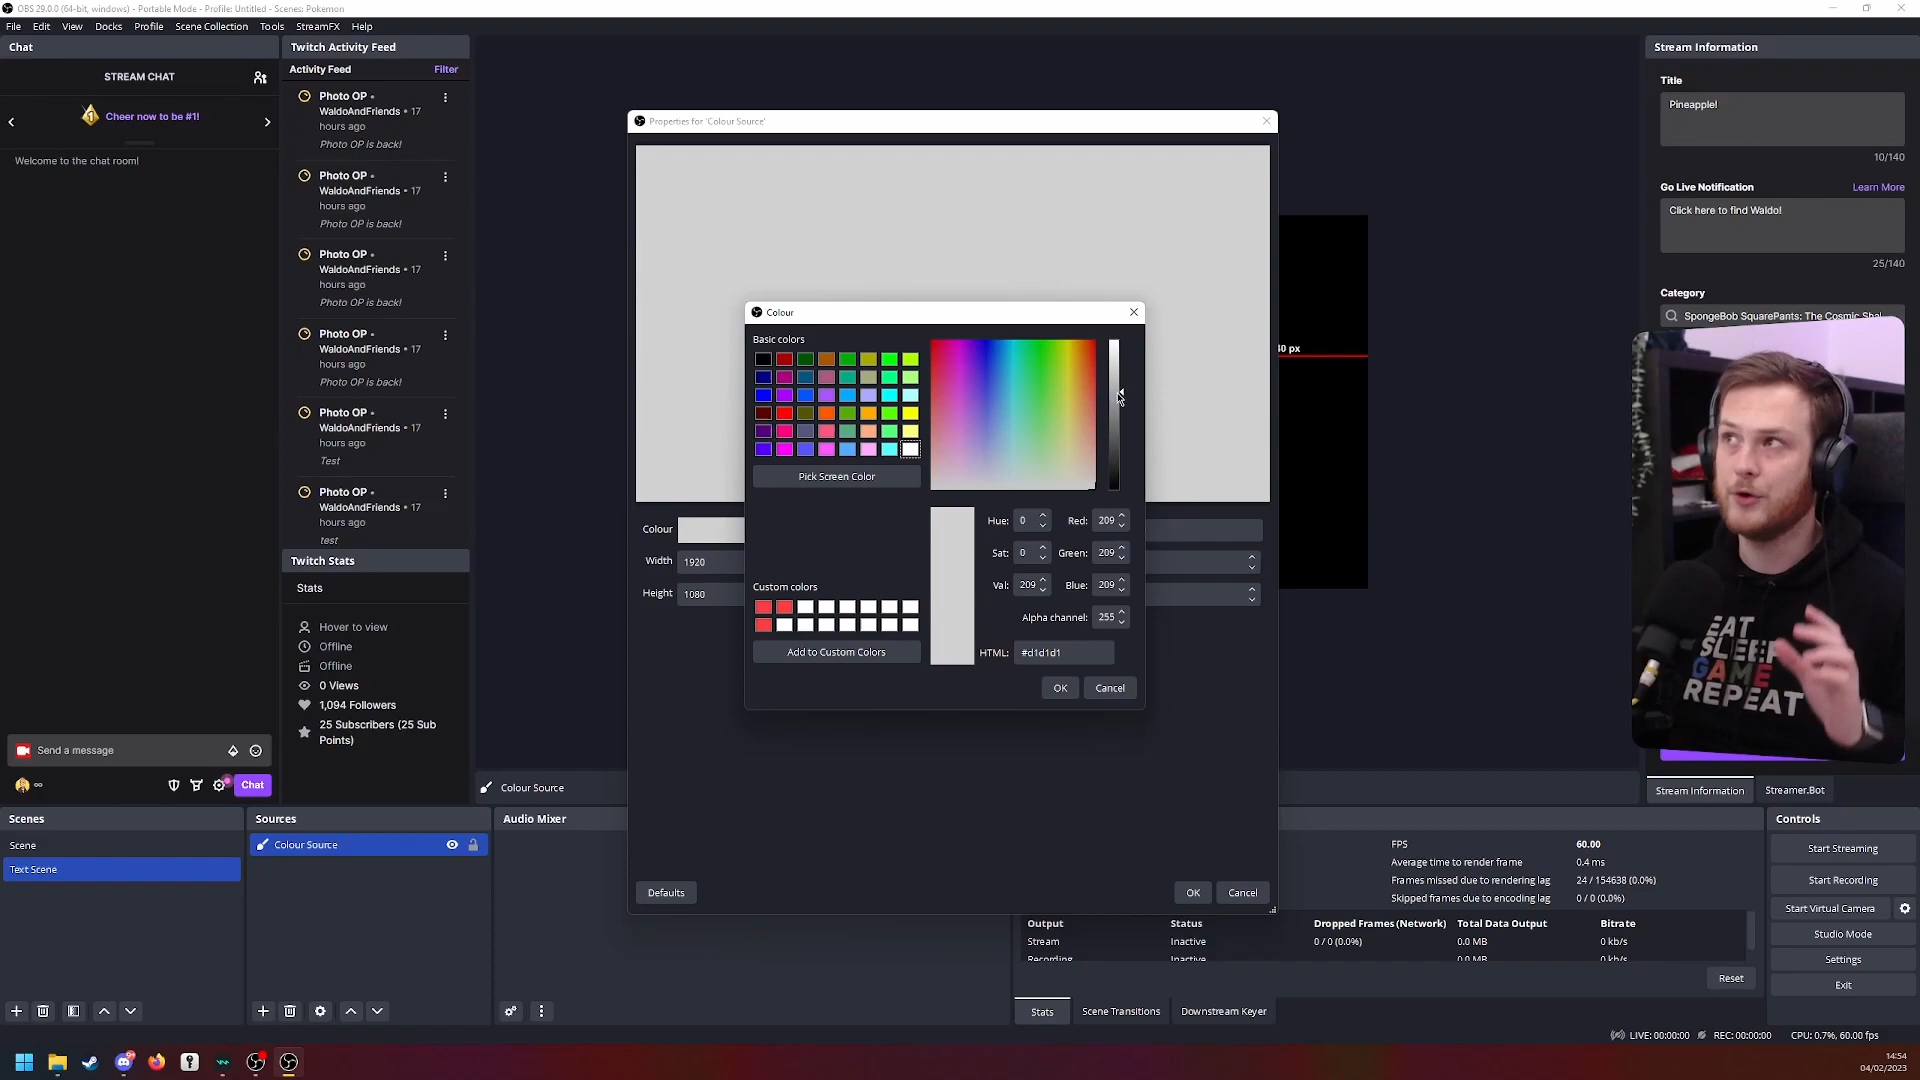 OBS 29.0.0 (64-bit, windows) - Portable Mode - Profile: Untitled - Scenes: Pokemon
File Edit View Docks Profile Scene Collection Tools StreamFX Help
Chat
STREAM CHAT
Cheer now to be #1!
Welcome to the chat room!
Send a message
Chat
Twitch Activity Feed
Activity Feed Filter
Photo OP •
WaldoAndFriends • 17
hours ago
Photo OP is back!
Photo OP •
WaldoAndFriends • 17
hours ago
Photo OP is back!
Photo OP •
WaldoAndFriends • 17
hours ago
Photo OP is back!
Photo OP •
WaldoAndFriends • 17
hours ago
Photo OP is back!
Photo OP •
WaldoAndFriends • 17
hours ago
Test
Photo OP •
WaldoAndFriends • 17
hours ago
test
Twitch Stats
Stats
Hover to view
Offline
Offline
0 Views
1,094 Followers
25 Subscribers (25 Sub
Points)
Properties for 'Colour Source'
Colour
Width 1920
Height 1080
Defaults OK Cancel
Colour
Basic colors
Pick Screen Color
Custom colors
Add to Custom Colors
Hue: 0 Red: 209
Sat: 0 Green: 209
Val: 209 Blue: 209
Alpha channel: 255
HTML: #d1d1d1
OK Cancel
px
Stream Information
Title
Pineapple!
10/140
Go Live Notification Learn More
Click here to find Waldo!
25/140
Category
SpongeBob SquarePants: The Cosmic Sha
EAT
SLEEP
GAME
REPEAT
Stream Information Streamer.Bot
Colour Source
Scenes
Scene
Text Scene
Sources
Colour Source
Audio Mixer
FPS 60.00
Average time to render frame 0.4 ms
Frames missed due to rendering lag 24 / 154638 (0.0%)
Skipped frames due to encoding lag 0 / 0 (0.0%)
Output Status Dropped Frames (Network) Total Data Output Bitrate
Stream Inactive 0 / 0 (0.0%) 0.0 MB 0 kb/s
Recording Inactive 0.0 MB 0 kb/s
Reset
Stats Scene Transitions Downstream Keyer
Controls
Start Streaming
Start Recording
Start Virtual Camera
Studio Mode
Settings
Exit
LIVE: 00:00:00 REC: 00:00:00 CPU: 0.7%, 60.00 fps
14:54
04/02/2023